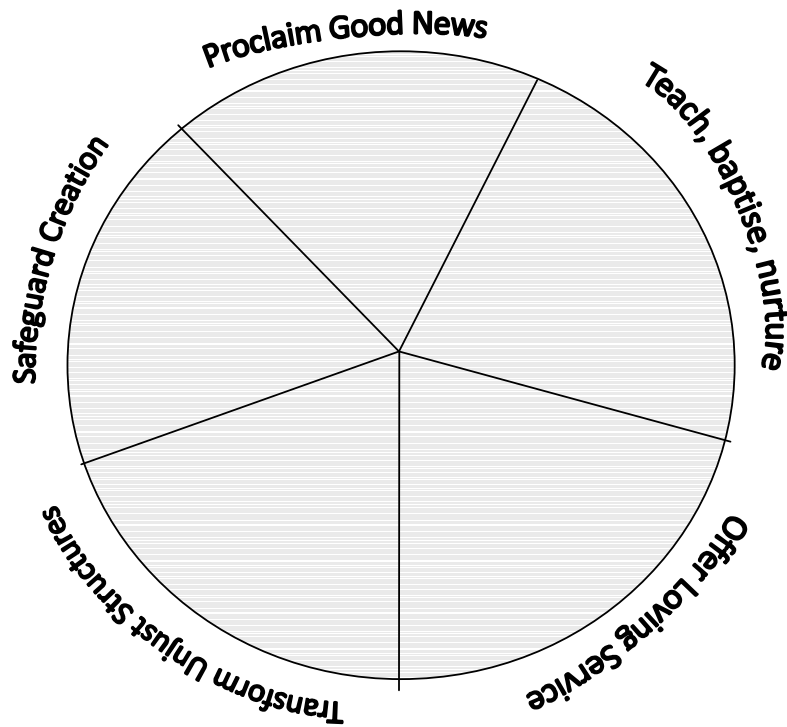 Proclaim Good News
Teach, baptise, nurture
Offer Loving Service
Transform Unjust Structures
Safeguard Creation